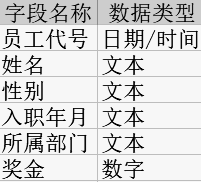 字段名称 数据类型
员工代号 日期/时间
姓名 文本
性别 文本
入职年月 文本
所属部门 文本
奖金 数字